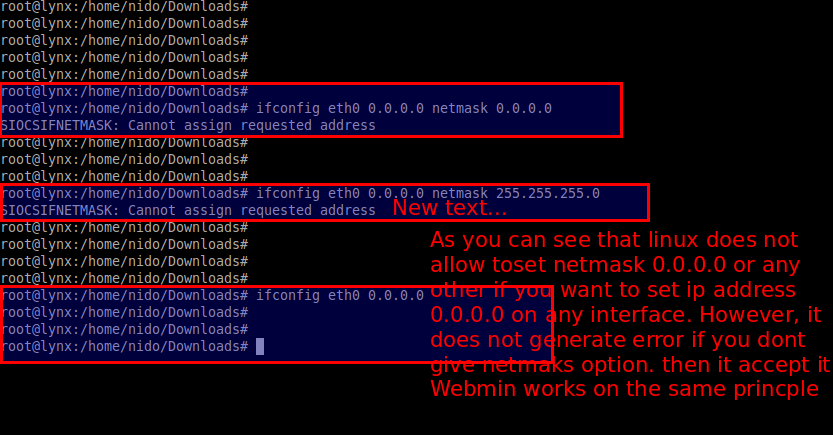 root@lynx:/home/nido/Downloads#
root@lynx:/home/nido/Downloads#
root@lynx:/home/nido/Downloads#
root@lynx:/home/nido/Downloads#
root@lynx:/home/nido/Downloads#
root@lynx:/home/nido/Downloads#
root@lynx:/home/nido/Downloads# ifconfig eth0 0.0.0.0 netmask 0.0.0.0
SIOCSIFNETMASK: Cannot assign requested address
root@lynx:/home/nido/Downloads#
root@lynx:/home/nido/Downloads#
root@lynx:/home/nido/Downloads#
root@lynx:/home/nido/Downloads# ifconfig eth0 0.0.0.0 netmask 255.255.255.0
SIOCSIFNETMASK: Cannot assign requested address
New text...
root@lynx:/home/nido/Downloads#
root@lynx:/home/nido/Downloads#
root@lynx:/home/nido/Downloads#
root@lynx:/home/nido/Downloads#
root@lynx:/home/nido/Downloads# ifconfig eth0 0.0.0.0
root@lynx:/home/nido/Downloads#
root@lynx:/home/nido/Downloads#
root@lynx:/home/nido/Downloads#
As you can see that linux does not
allow toset netmask 0.0.0.0 or any
other if you want to set ip address
0.0.0.0 on any interface. However, it
does not generate error if you dont
give netmaks option. then it accept it
Webmin works on the same princple